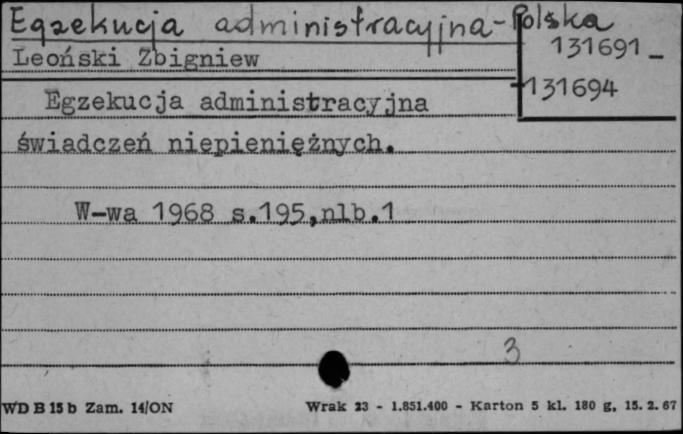 Egzekucja administracyjna-Polska
131691-
Leoński Zbigniew
131694
Egzekucja administracyjna
świadczeń niepieniężnych.
W-wa 1968 s.195,nlb.1
3
WD B 15 b Zam. 14/ON Wrak 23 - 1.851.400 - Karton 5 kl. 180 g, 15. 2. 67